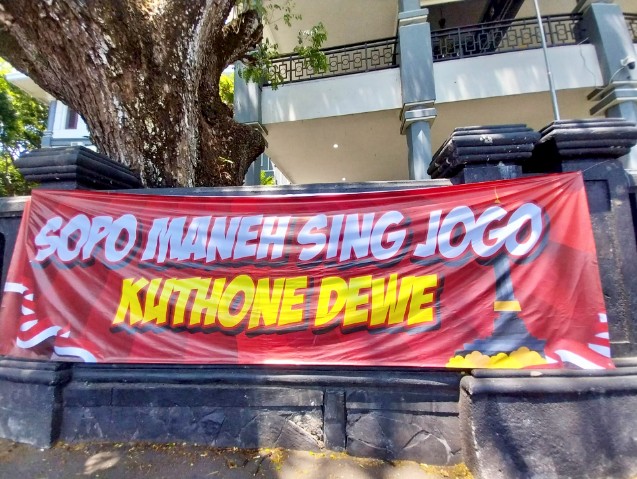 SOPO MANEH SING JOGO
KUTHONE DEWE